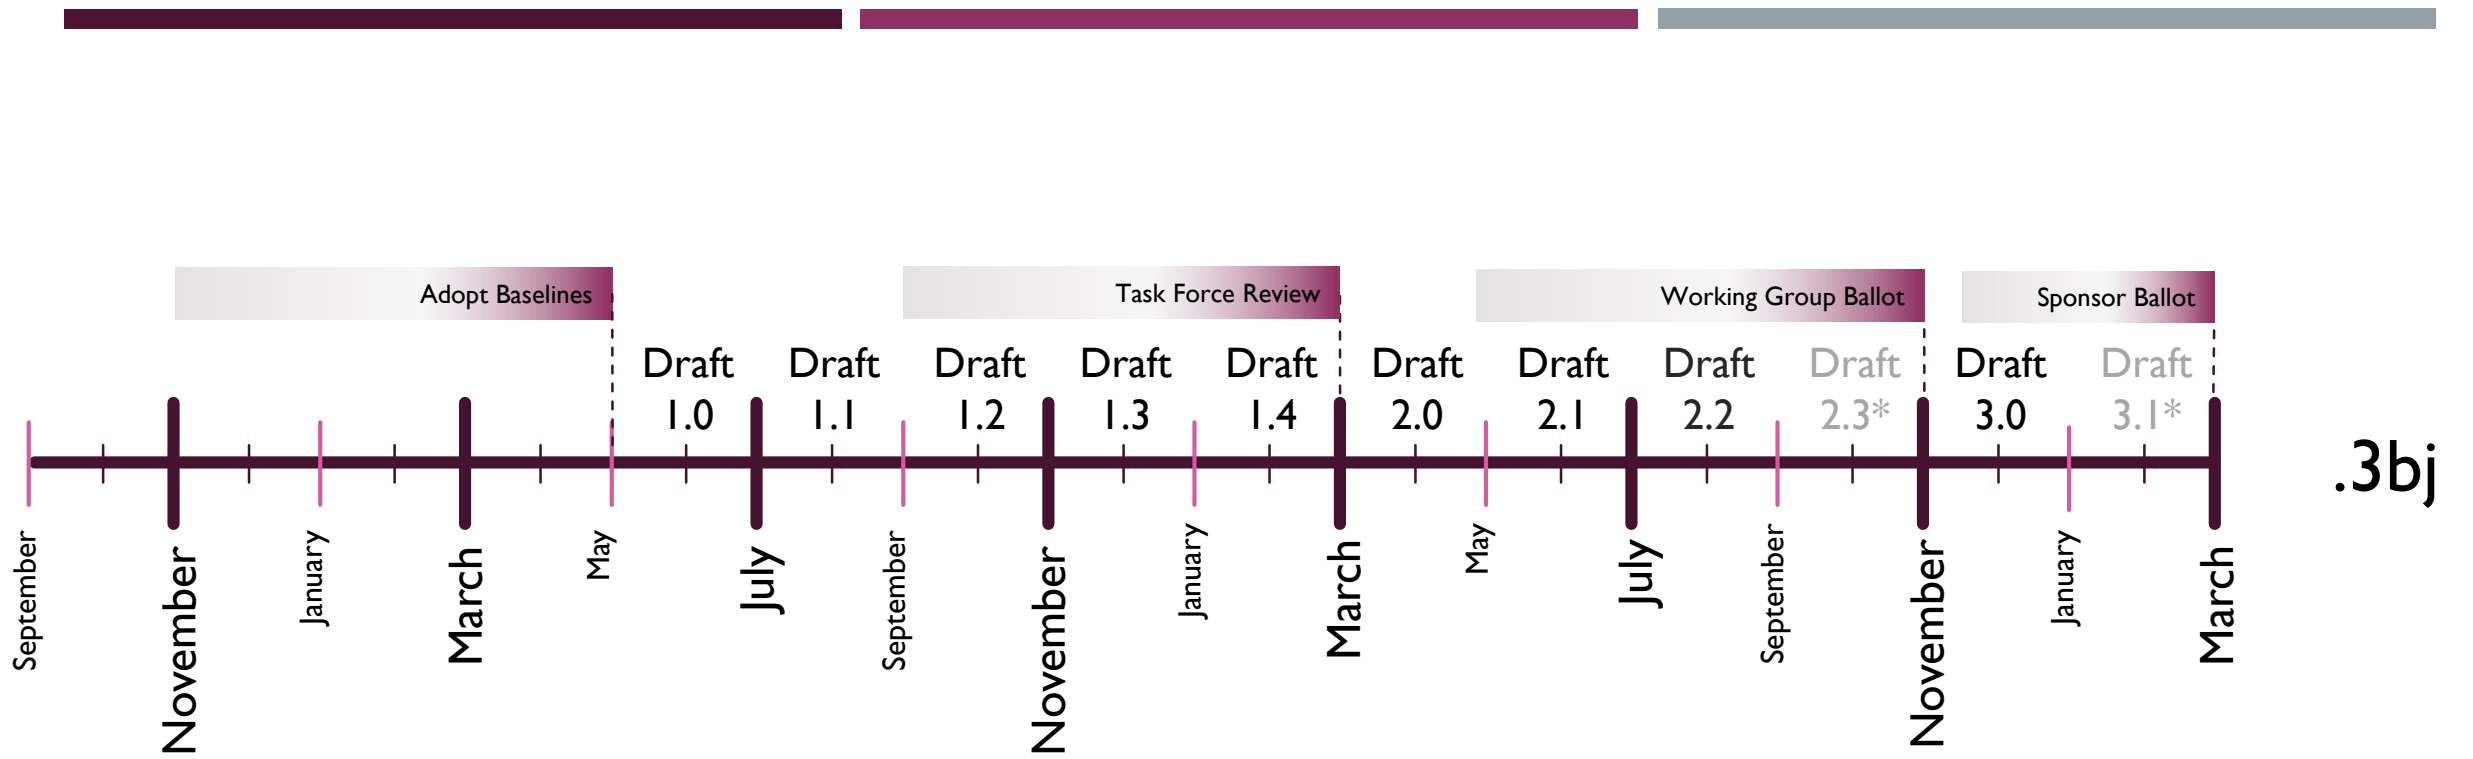 Adopt Baselines
Task Force Review
Working Group Ballot
Sponsor Ballot
Draft 1.0
Draft 1.1
Draft 1.2
Draft 1.3
Draft 1.4
Draft 2.0
Draft 2.1
Draft 2.2
Draft 2.3*
Draft 3.0
Draft 3.1*
.3bj
September
November
January
March
May
July
September
November
January
March
May
July
September
November
January
March